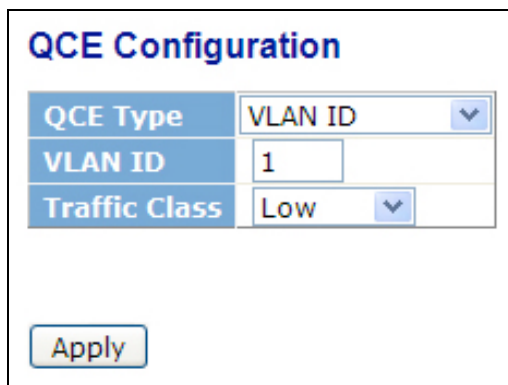 QCE Configuration
QCE Type VLAN ID
VLAN ID 1
Traffic Class Low
Apply